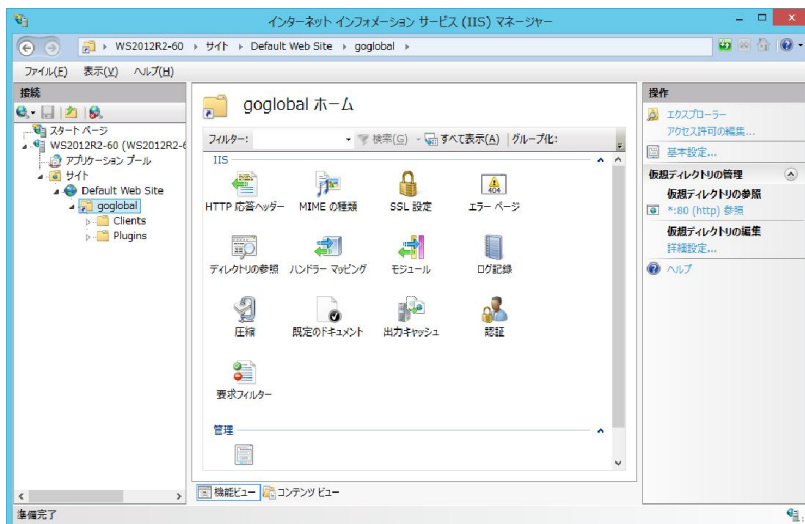 インターネット インフォメーション サービス (IIS) マネージャー
WS2012R2-60 ▸ サイト ▸ Default Web Site ▸ goglobal ▸
ファイル(F) 表示(V) ヘルプ(H)
接続
スタート ページ
WS2012R2-60 (WS2012R2-6
アプリケーション プール
サイト
Default Web Site
goglobal
Clients
Plugins
goglobal ホーム
フィルター: 検索(G) すべて表示(A) グループ化:
IIS
HTTP 応答ヘッダー MIME の種類 SSL 設定 エラー ページ
ディレクトリの参照 ハンドラー マッピング モジュール ログ記録
圧縮 既定のドキュメント 出力キャッシュ 認証
要求フィルター
管理
機能ビュー コンテンツ ビュー
操作
エクスプローラー
アクセス許可の編集...
基本設定...
仮想ディレクトリの管理
仮想ディレクトリの参照
*:80 (http) 参照
仮想ディレクトリの編集
詳細設定...
ヘルプ
準備完了